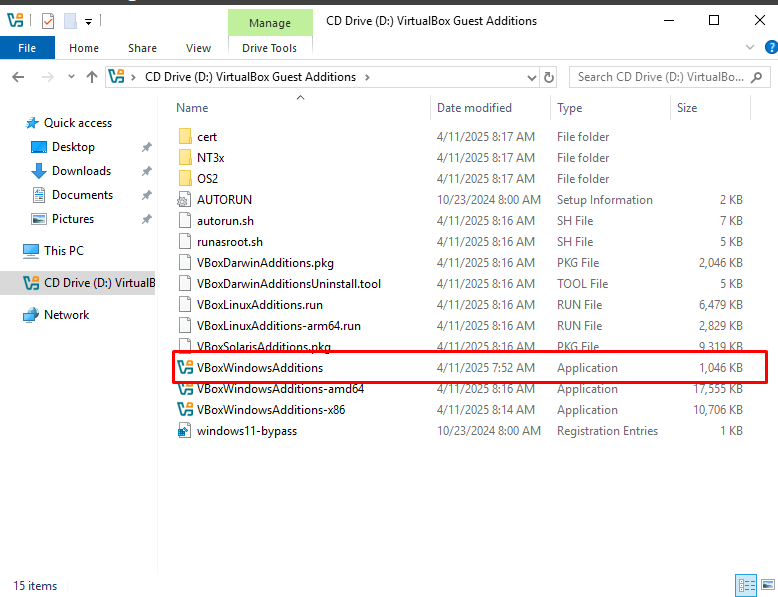 Manage
CD Drive (D:) VirtualBox Guest Additions
File
Home
Share
View
Drive Tools
CD Drive (D:) VirtualBox Guest Additions
Search CD Drive (D:) VirtualBo...
Name
Date modified
Type
Size
Quick access
Desktop
Downloads
Documents
Pictures
This PC
CD Drive (D:) VirtualB
Network
cert 4/11/2025 8:17 AM File folder
NT3x 4/11/2025 8:17 AM File folder
OS2 4/11/2025 8:17 AM File folder
AUTORUN 10/23/2024 8:00 AM Setup Information 2 KB
autorun.sh 4/11/2025 8:16 AM SH File 7 KB
runasroot.sh 4/11/2025 8:16 AM SH File 5 KB
VBoxDarwinAdditions.pkg 4/11/2025 8:16 AM PKG File 2,046 KB
VBoxDarwinAdditionsUninstall.tool 4/11/2025 8:16 AM TOOL File 5 KB
VBoxLinuxAdditions.run 4/11/2025 8:16 AM RUN File 6,479 KB
VBoxLinuxAdditions-arm64.run 4/11/2025 8:16 AM RUN File 2,829 KB
VBoxSolarisAdditions.pkg 4/11/2025 8:16 AM PKG File 9,319 KB
VBoxWindowsAdditions 4/11/2025 7:52 AM Application 1,046 KB
VBoxWindowsAdditions-amd64 4/11/2025 8:16 AM Application 17,555 KB
VBoxWindowsAdditions-x86 4/11/2025 8:14 AM Application 10,706 KB
windows11-bypass 10/23/2024 8:00 AM Registration Entries 1 KB
15 items